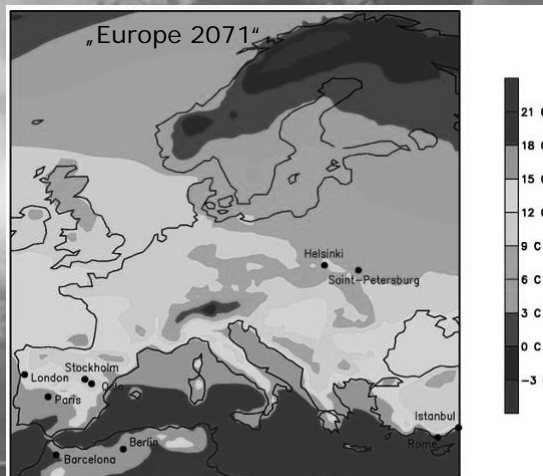 „Europe 2071“
21 C
18 C
15 C
12 C
9 C
6 C
3 C
0 C
−3
Helsinki
Saint-Petersburg
Stockholm
London
Oslo
Paris
Istanbul
Rome
Berlin
Barcelona